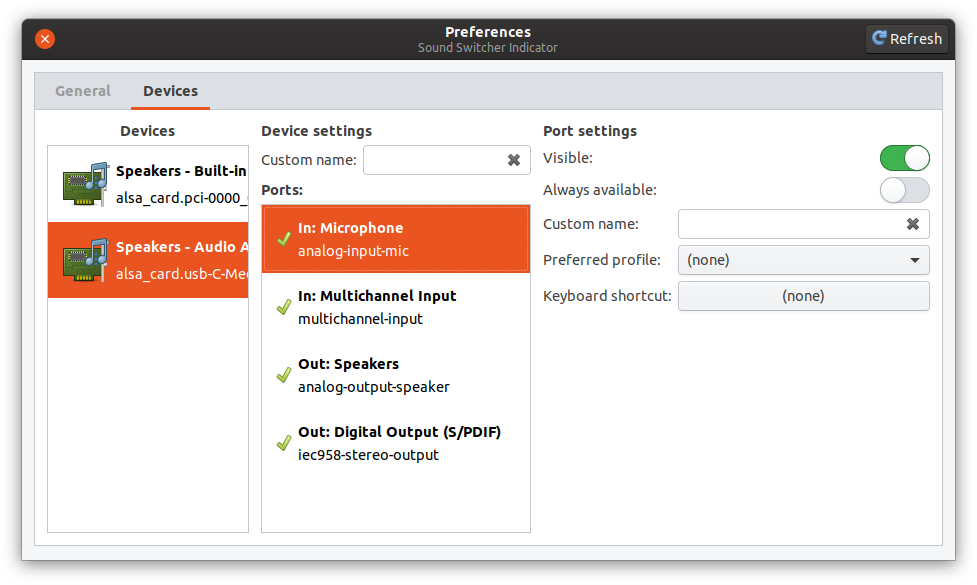 Preferences
Sound Switcher Indicator
Refresh
General
Devices
Devices
Speakers - Built-in
alsa_card.pci-0000_
Speakers - Audio A
alsa_card.usb-C-Me
Device settings
Custom name:
Ports:
In: Microphone
analog-input-mic
In: Multichannel Input
multichannel-input
Out: Speakers
analog-output-speaker
Out: Digital Output (S/PDIF)
iec958-stereo-output
Port settings
Visible:
Always available:
Custom name:
Preferred profile: (none)
Keyboard shortcut: (none)